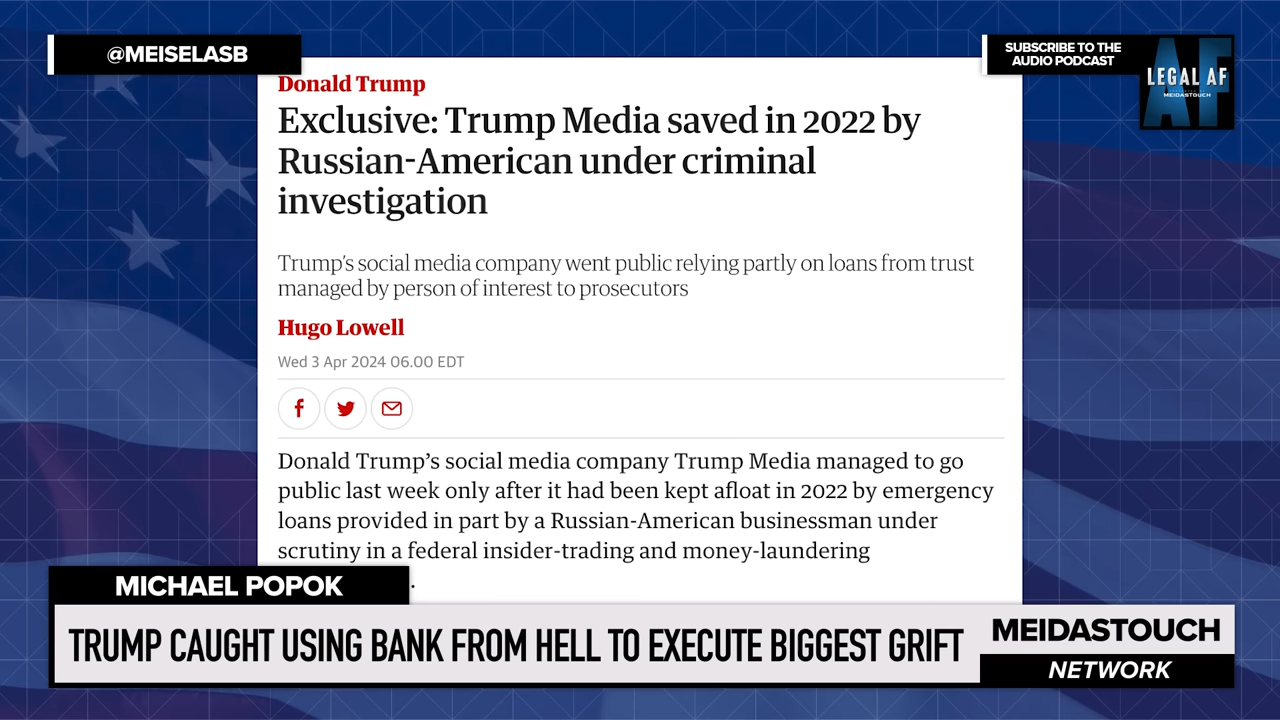 @MEISELASB
SUBSCRIBE TO THE
AUDIO PODCAST
LEGAL AF
MEIDASTOUCH
Donald Trump
Exclusive: Trump Media saved in 2022 by
Russian-American under criminal
investigation
Trump's social media company went public relying partly on loans from trust
managed by person of interest to prosecutors
Hugo Lowell
Wed 3 Apr 2024 06.00 EDT
Donald Trump’s social media company Trump Media managed to go
public last week only after it had been kept afloat in 2022 by emergency
loans provided in part by a Russian-American businessman under
scrutiny in a federal insider-trading and money-laundering
MICHAEL POPOK
TRUMP CAUGHT USING BANK FROM HELL TO EXECUTE BIGGEST GRIFT
MEIDASTOUCH
NETWORK